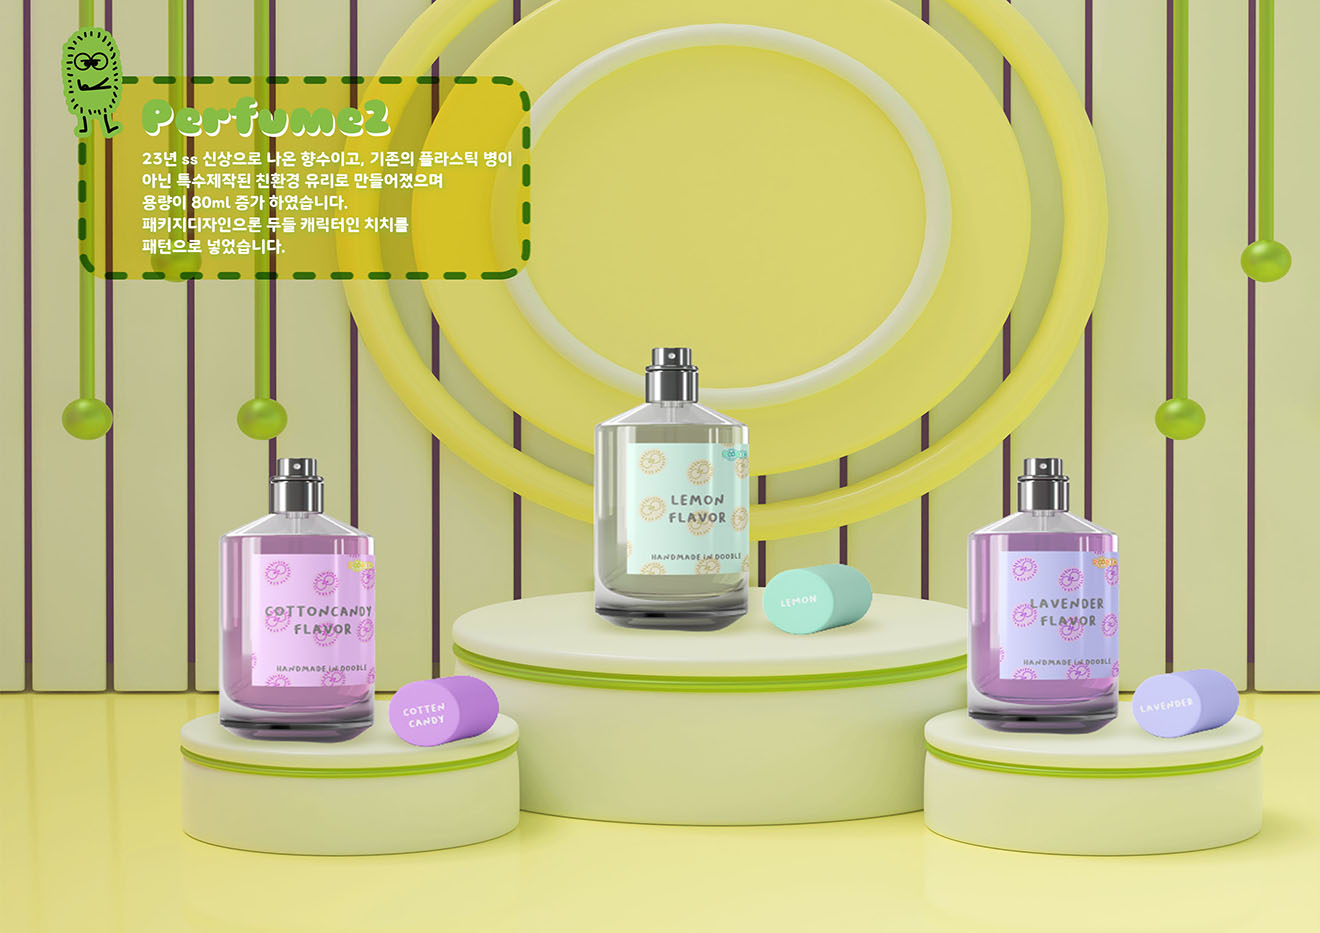 Perfume2
23년 ss 신상으로 나온 향수이고, 기존의 플라스틱 병이
아닌 특수제작된 친환경 유리로 만들어졌으며
용량이 80ml 증가 하였습니다.
패키지디자인으론 두들 캐릭터인 치치를
패턴으로 넣었습니다.
LEMON
FLAVOR
HANDMADE iN DOODLE
LEMON
COTTONCANDY
FLAVOR
HANDMADE iN DOODLE
COTTEN
CANDY
LAVENDER
FLAVOR
HANDMADE iN DOODLE
LAVENDER